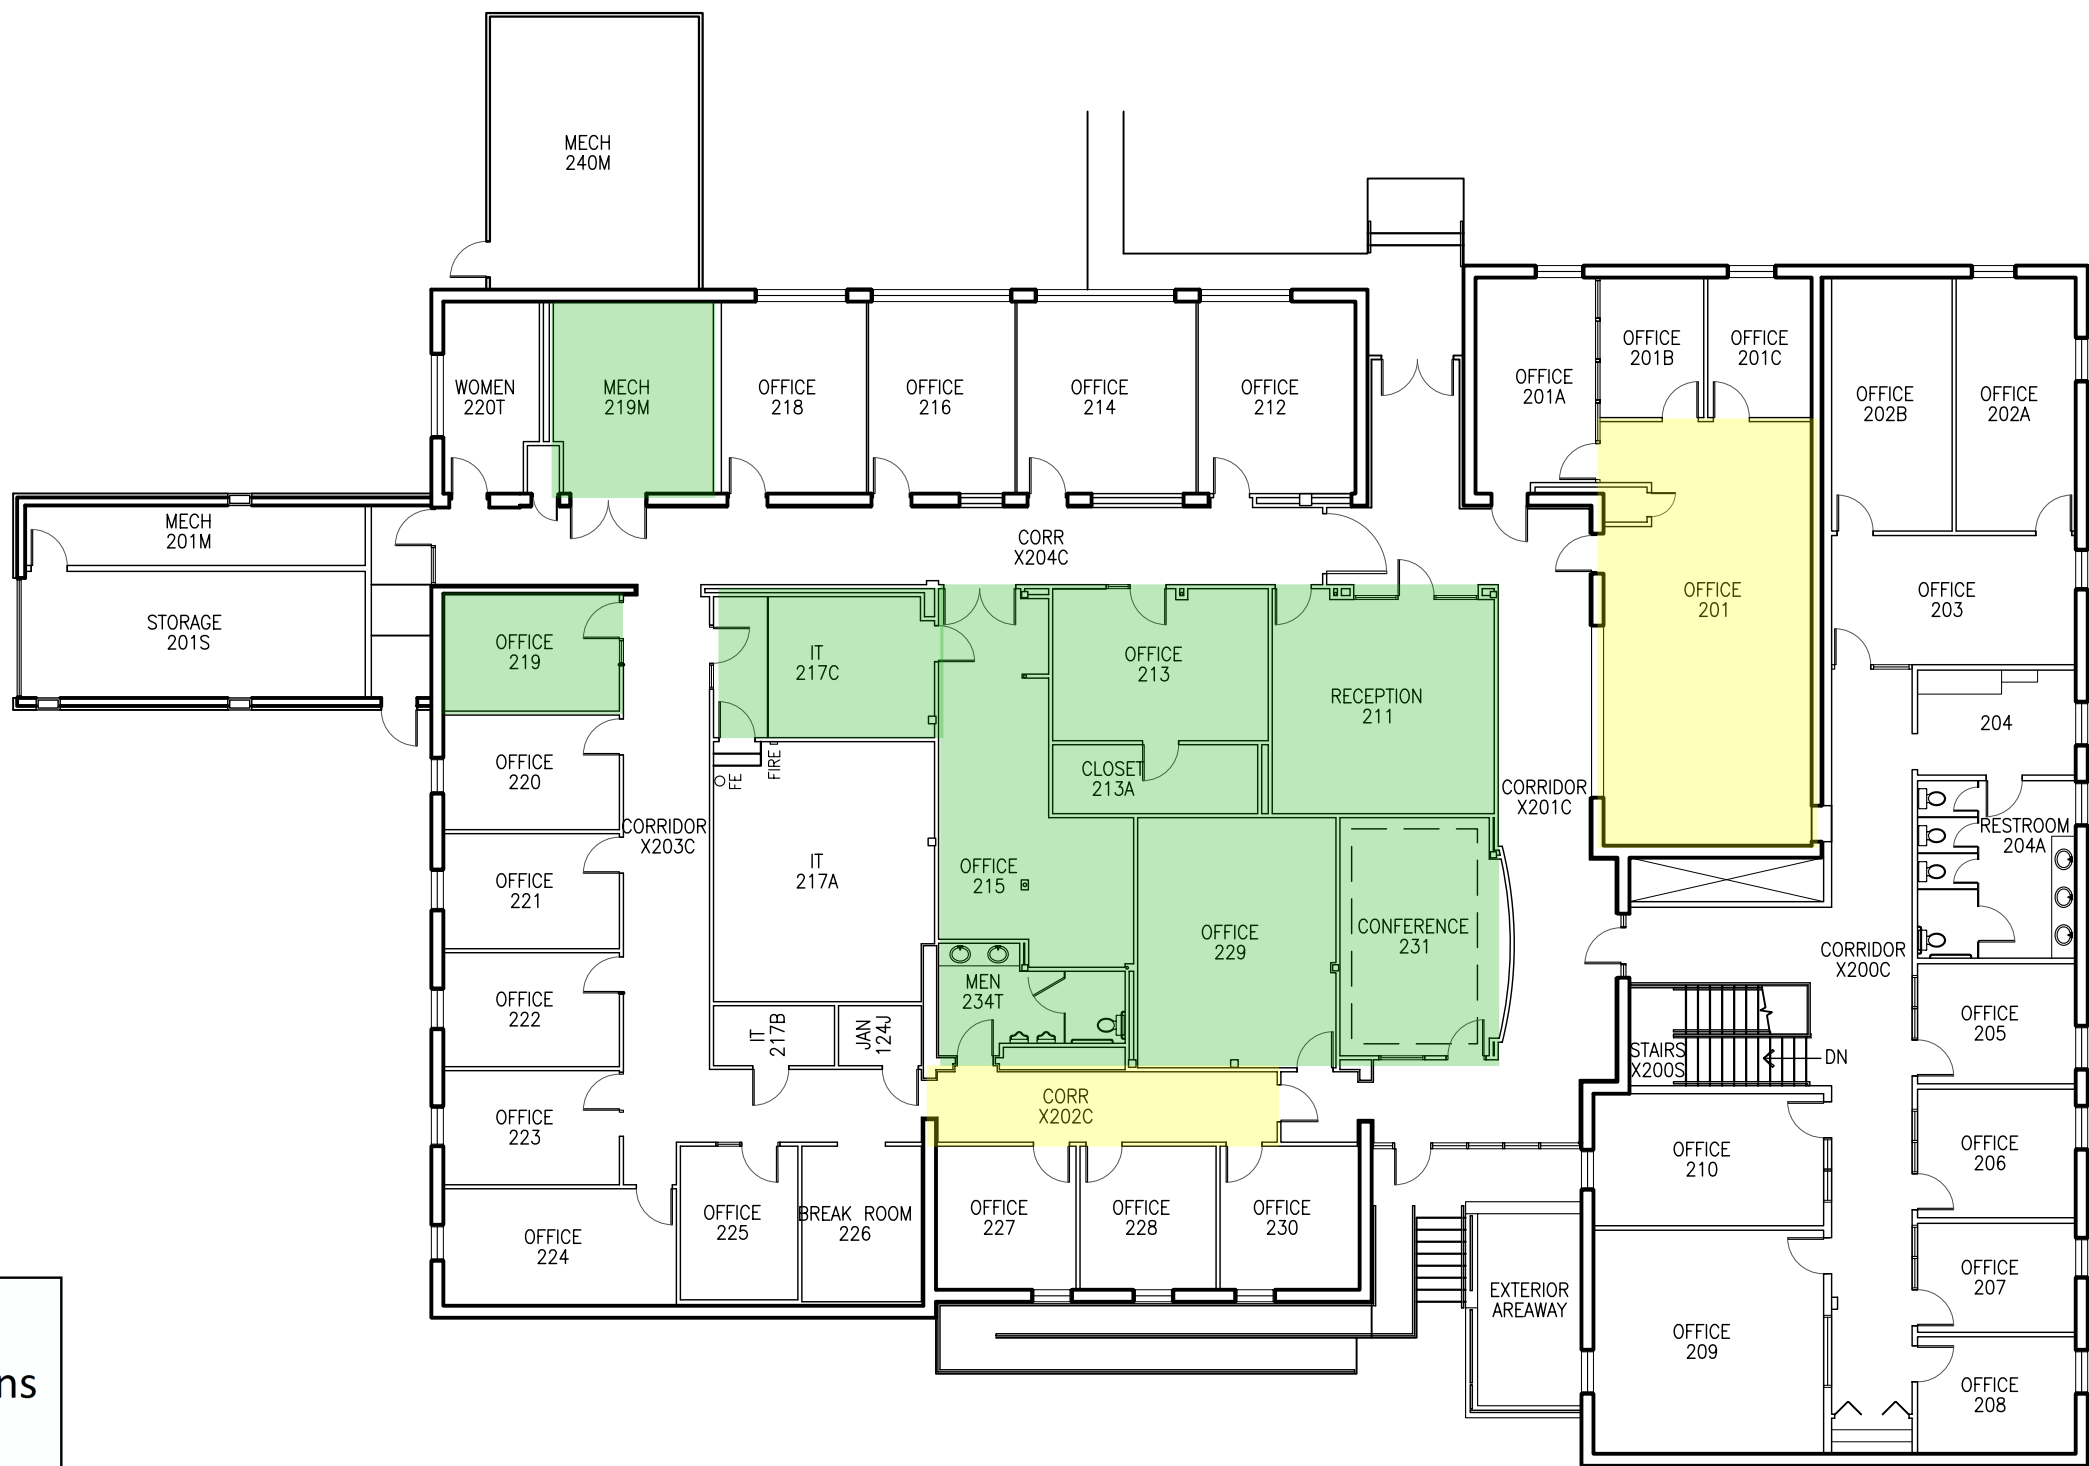 MECH
240M
WOMEN
220T
MECH
219M
OFFICE
218
OFFICE
216
OFFICE
214
OFFICE
212
OFFICE
201A
OFFICE
201B
OFFICE
201C
OFFICE
202B
OFFICE
202A
MECH
201M
STORAGE
201S
CORR
X204C
OFFICE
219
IT
217C
OFFICE
213
RECEPTION
211
OFFICE
201
OFFICE
203
204
OFFICE
220
FE
FIRE
CLOSET
213A
CORRIDOR
X201C
CORRIDOR
X203C
RESTROOM
204A
OFFICE
221
IT
217A
OFFICE
215
OFFICE
229
CONFERENCE
231
CORRIDOR
X200C
OFFICE
222
MEN
234T
IT
217B
JAN
124J
OFFICE
205
STAIRS
X200S
DN
OFFICE
223
CORR
X202C
OFFICE
210
OFFICE
206
OFFICE
224
OFFICE
225
BREAK ROOM
226
OFFICE
227
OFFICE
228
OFFICE
230
EXTERIOR
AREAWAY
OFFICE
207
OFFICE
209
OFFICE
208
ns